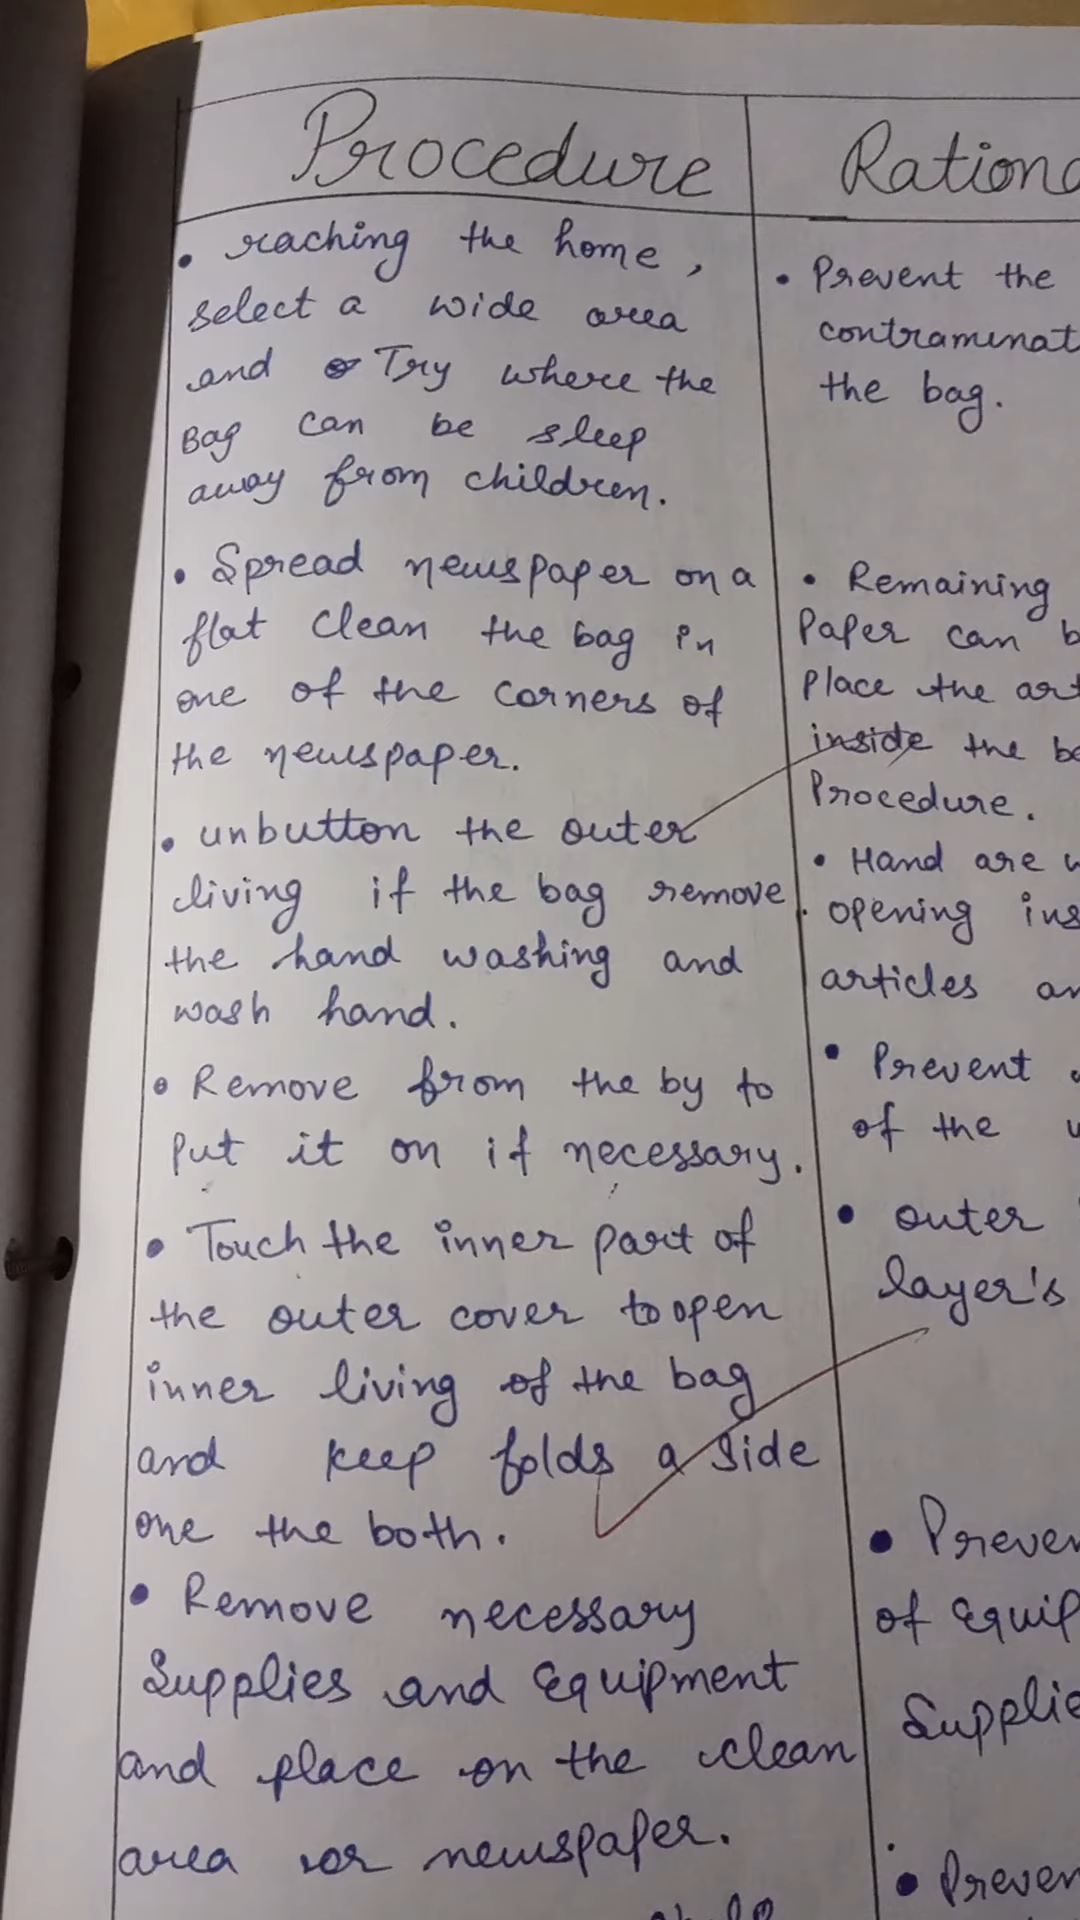 Procedure
• reaching the home,
select a wide area
and Try where the
Bag can be sleep
away from children.
• Spread newspaper on a
flat clean the bag in
one of the corners of
the newspaper.
• unbutton the outer
living if the bag remove
the hand washing and
wash hand.
• Remove from the by to
Put it on if necessary.
• Touch the inner part of
the outer cover to open
inner living of the bag
and keep folds a side
one the both.
• Remove necessary
Supplies and Equipment
and place on the clean
area or newspaper.
Rationa
• Prevent the
contraminat
the bag.
• Remaining
Paper can b
Place the art
inside the be
Procedure.
• Hand are w
opening ins
articles an
• Prevent
of the
• outer
layer's
• Preven
of Equip
Supplie
• Preven